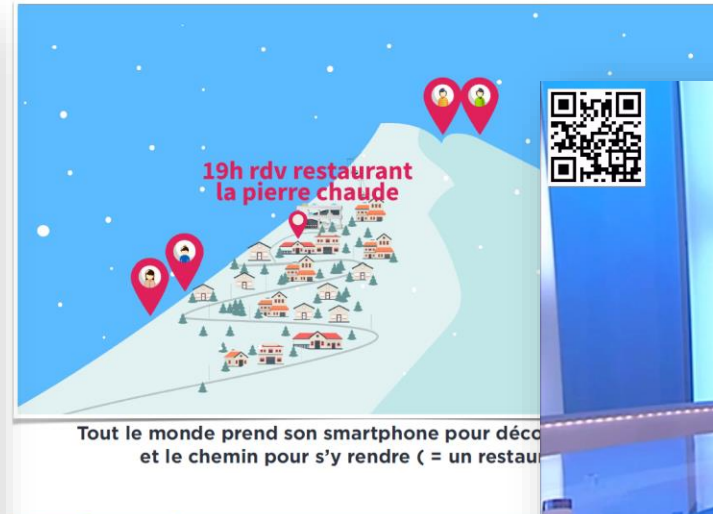 19h rdv restaurant
la pierre chaude
Tout le monde prend son smartphone pour déco
et le chemin pour s'y rendre ( = un restau